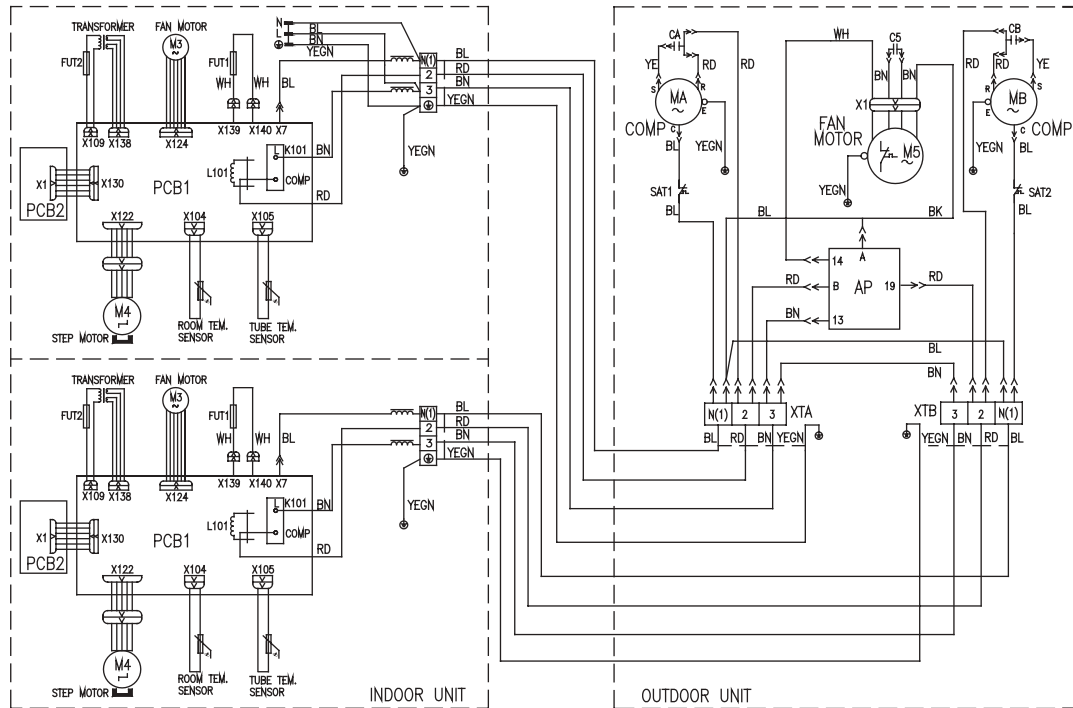 TRANSFORMER FAN MOTOR
M3
~
FUT2
FUT1
WH WH BL
N
L
BL
BN
YEGN
X109 X138 X124 X139 X140 X7
N(1)
2
3
BL
RD
BN
YEGN
YEGN
L K101
COMP
L101
BN
RD
X1 X130
PCB2
PCB1
X122 X104 X105
M4
STEP MOTOR
ROOM TEM.
SENSOR
TUBE TEM.
SENSOR
TRANSFORMER FAN MOTOR
M3
~
FUT2
FUT1
WH WH BL
X109 X138 X124 X139 X140 X7
N(1)
2
3
BL
RD
BN
YEGN
YEGN
L K101
COMP
L101
BN
RD
X1 X130
PCB2
PCB1
X122 X104 X105
M4
STEP MOTOR
ROOM TEM.
SENSOR
TUBE TEM.
SENSOR
INDOOR UNIT
CA
YE RD RD
S R
MA
~
E
C
COMP
BL
YEGN
SAT1
BL
WH
C5
BN BN
X1
FAN
MOTOR
M5
~
YEGN
CB
RD RD YE
R S
MB
~
E
C
COMP
YEGN
BL
SAT2
BL
BL
BK
A
14
RD B AP 19 RD
BN 13
BL
BN
N(1) 2 3 XTA
BL RD BN YEGN
XTB 3 2 N(1)
YEGN BN RD BL
OUTDOOR UNIT